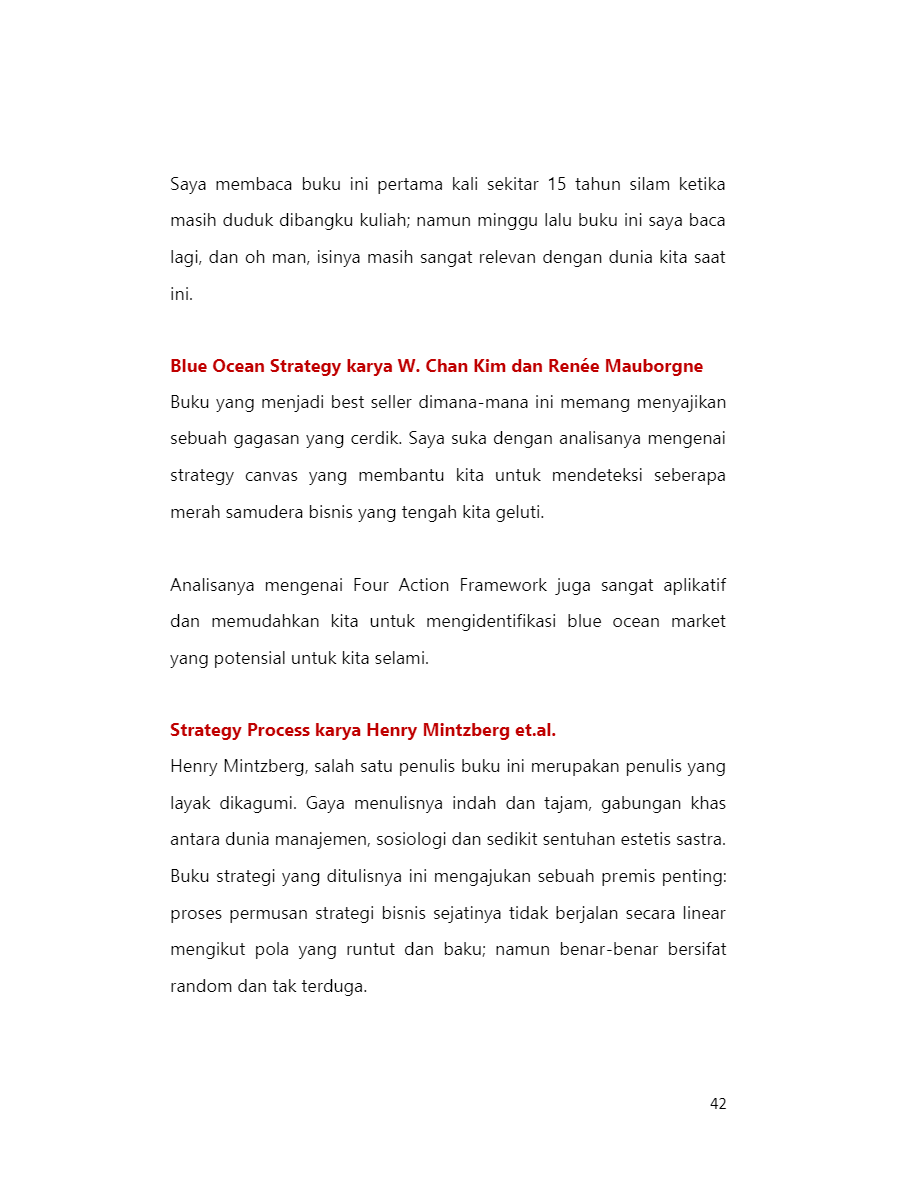 Saya membaca buku ini pertama kali sekitar 15 tahun silam ketika
masih duduk dibangku kuliah; namun minggu lalu buku ini saya baca
lagi, dan oh man, isinya masih sangat relevan dengan dunia kita saat
ini.
Blue Ocean Strategy karya W. Chan Kim dan Renée Mauborgne
Buku yang menjadi best seller dimana-mana ini memang menyajikan
sebuah gagasan yang cerdik. Saya suka dengan analisanya mengenai
strategy canvas yang membantu kita untuk mendeteksi seberapa
merah samudera bisnis yang tengah kita geluti.
Analisanya mengenai Four Action Framework juga sangat aplikatif
dan memudahkan kita untuk mengidentifikasi blue ocean market
yang potensial untuk kita selami.
Strategy Process karya Henry Mintzberg et.al.
Henry Mintzberg, salah satu penulis buku ini merupakan penulis yang
layak dikagumi. Gaya menulisnya indah dan tajam, gabungan khas
antara dunia manajemen, sosiologi dan sedikit sentuhan estetis sastra.
Buku strategi yang ditulisnya ini mengajukan sebuah premis penting:
proses permusan strategi bisnis sejatinya tidak berjalan secara linear
mengikut pola yang runtut dan baku; namun benar-benar bersifat
random dan tak terduga.
42